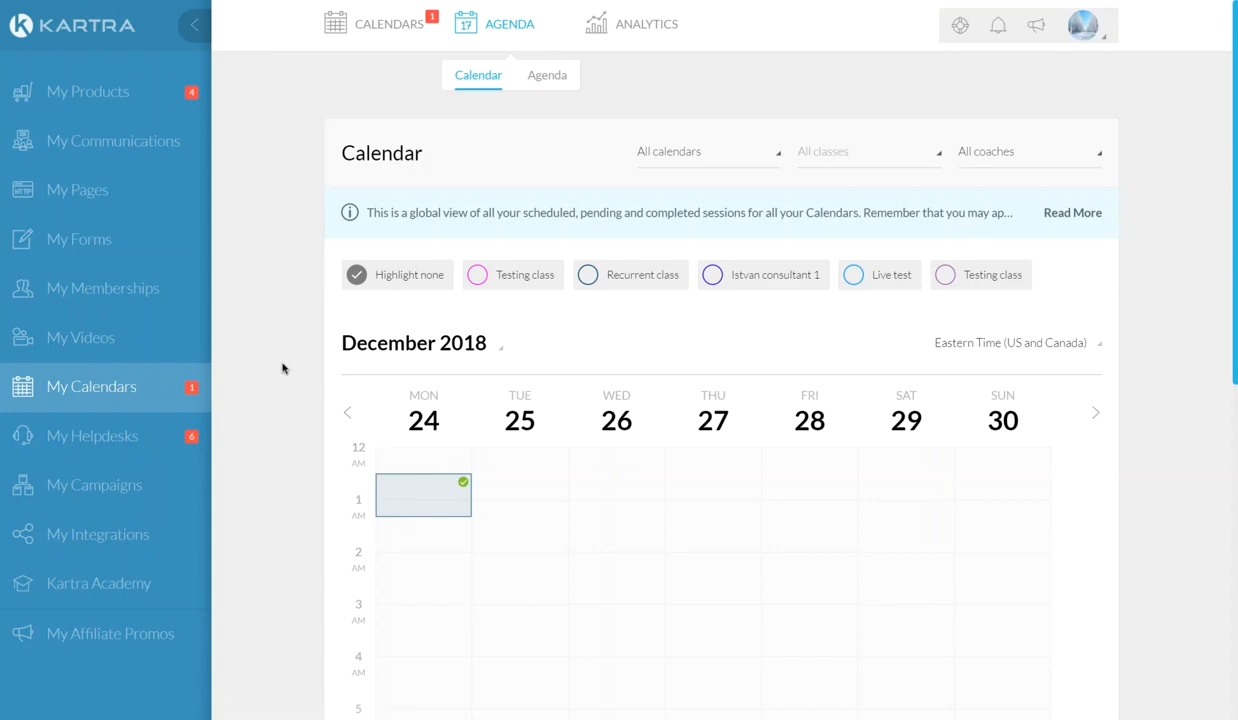 KARTRA
My Products 4
My Communications
HTTP My Pages
My Forms
My Memberships
My Videos
My Calendars 1
My Helpdesks 6
My Campaigns
My Integrations
Kartra Academy
My Affiliate Promos
CALENDARS 1 17 AGENDA ANALYTICS
Calendar Agenda
Calendar All calendars All classes All coaches
This is a global view of all your scheduled, pending and completed sessions for all your Calendars. Remember that you may ap... Read More
Highlight none Testing class Recurrent class Istvan consultant 1 Live test Testing class
December 2018 Eastern Time (US and Canada)
MON TUE WED THU FRI SAT SUN
24 25 26 27 28 29 30
12
AM
1
AM
2
AM
3
AM
4
AM
5